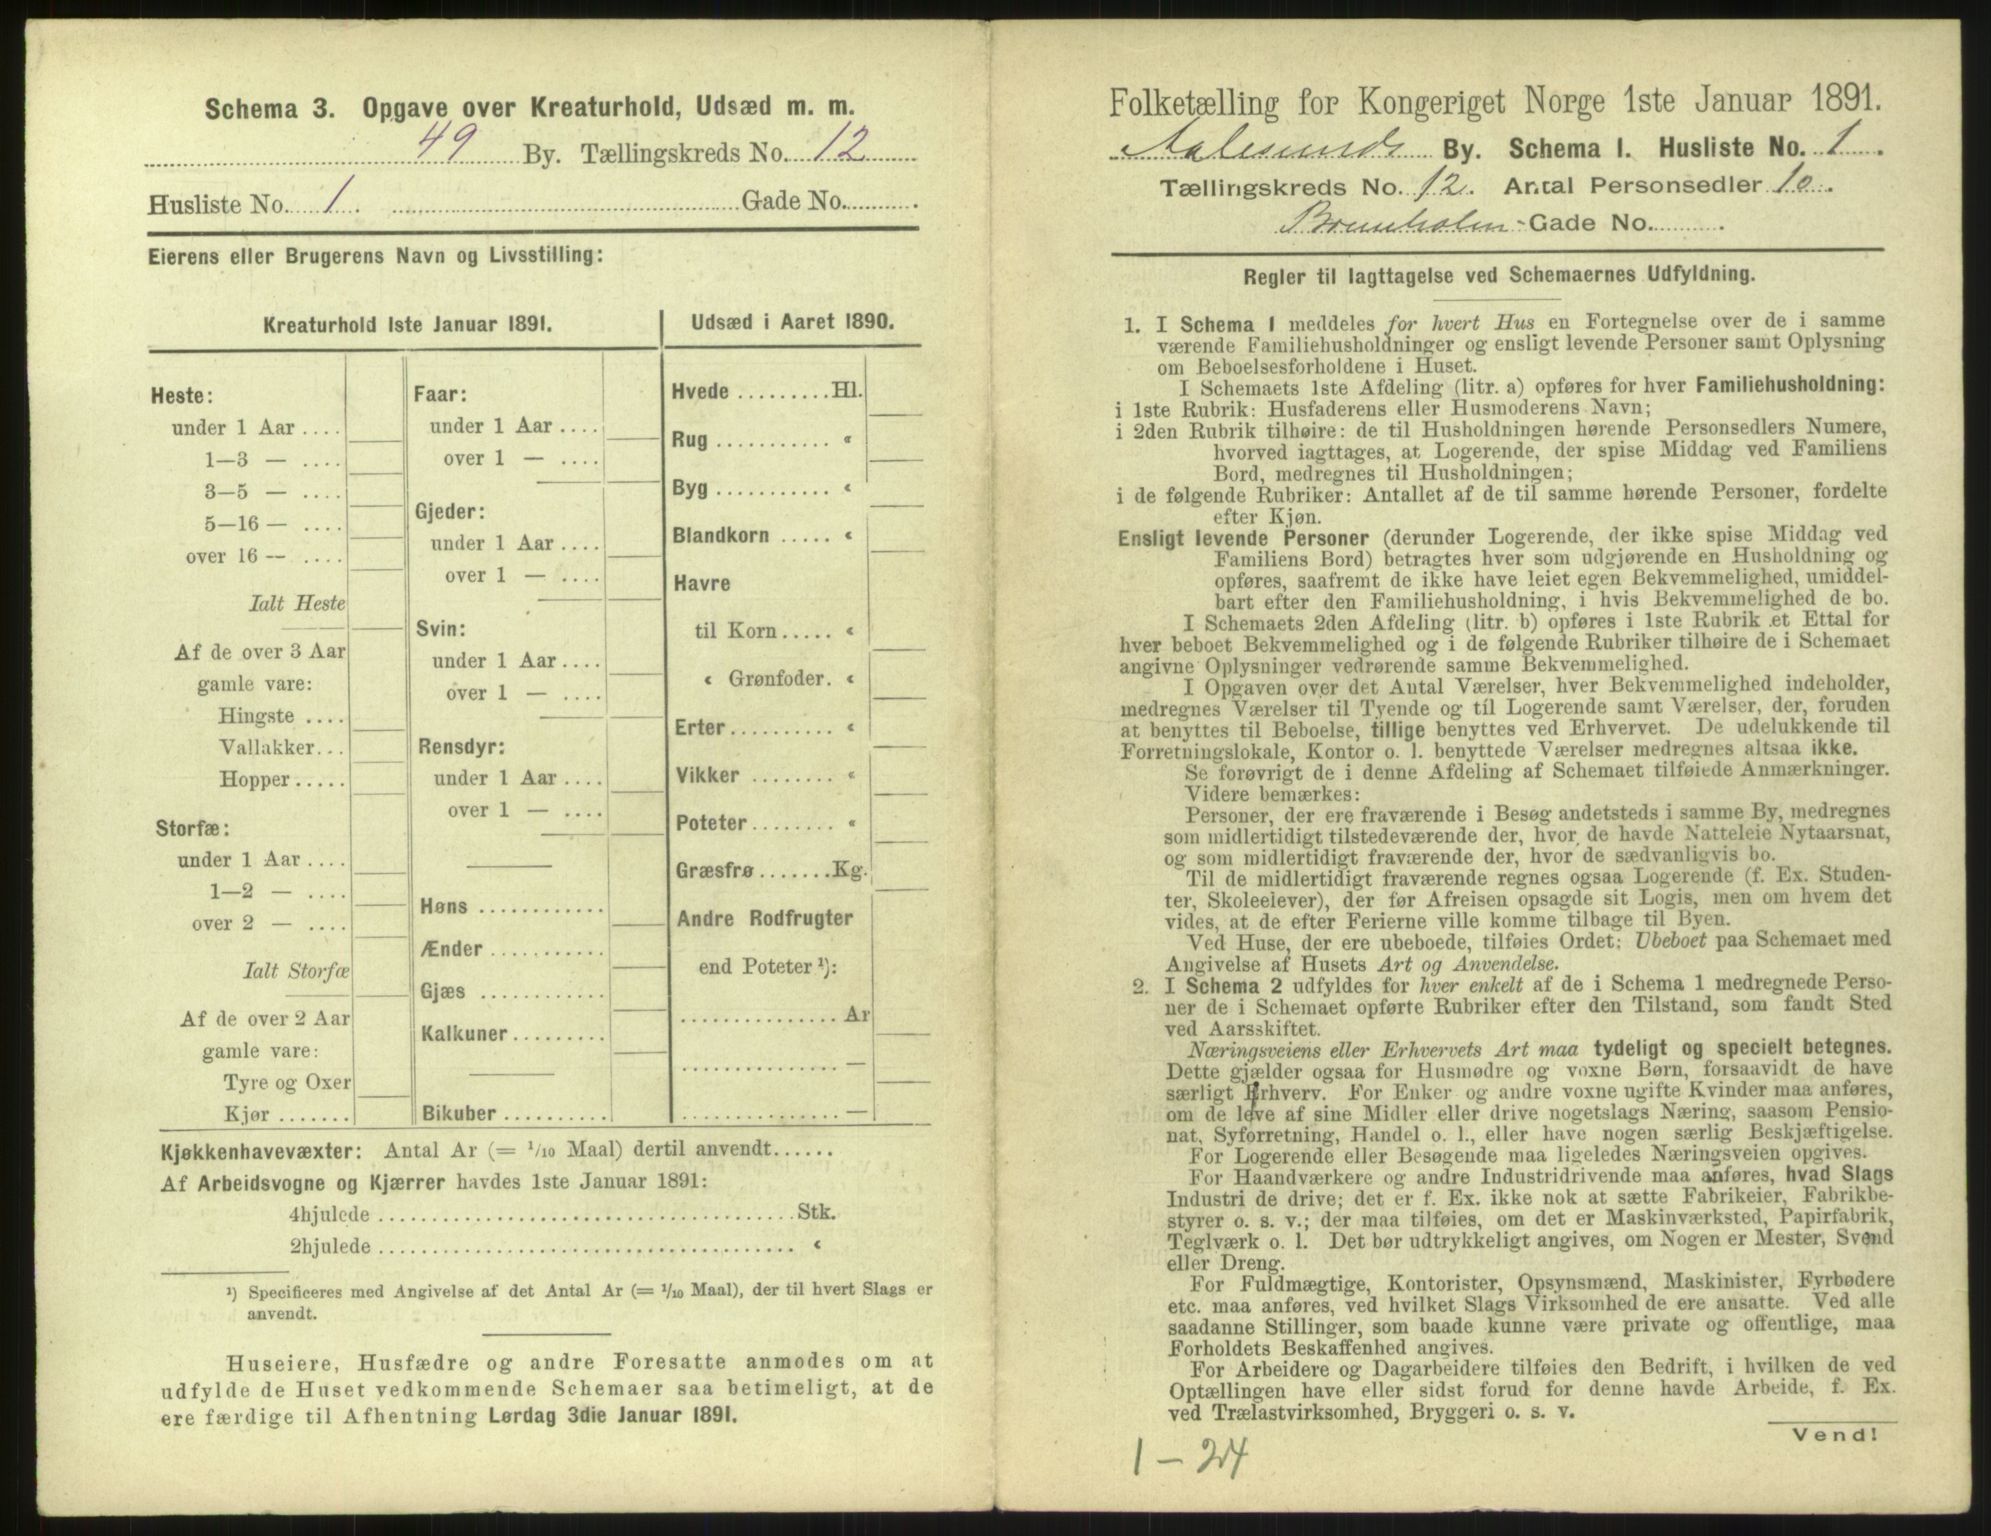 Schema 3. Opgave over Kreaturhold, Udsæd m. m.
49 By. Tællingskreds No. 12
Husliste No. 1. Gade No.
Eierens eller Brugerens Navn og Livsstilling:
Kreaturhold 1ste Januar 1891.
Heste:
under 1 Aar ....
1—3 — ....
3—5 — ....
5—16 — ....
over 16 — ....
Ialt Heste
Af de over 3 Aar
gamle vare:
Hingste ....
Vallakker...
Hopper.....
Storfæ:
under 1 Aar ....
1—2 — ....
over 2 — ....
Ialt Storfæ
Af de over 2 Aar
gamle vare:
Tyre og Oxer
Kjør .......
Faar:
under 1 Aar ....
over 1 — ....
Gjeder:
under 1 Aar ....
over 1 — ....
Svin:
under 1 Aar ....
over 1 — ....
Rensdyr:
under 1 Aar ....
over 1 — ....
Høns ............
Ænder ...........
Gjæs ............
Kalkuner.........
Bikuber ..........
Udsæd i Aaret 1890.
Hvede .........Hl.
Rug ........... «
Byg ........... «
Blandkorn ..... «
Havre
til Korn..... «
« Grønfoder. «
Erter.......... «
Vikker ........ «
Poteter........ «
Græsfrø.......Kg.
Andre Rodfrugter
end Poteter ¹):
............... Ar
............... —
............... —
Kjøkkenhavevæxter: Antal Ar (= 1/10 Maal) dertil anvendt......
Af Arbeidsvogne og Kjærrer havdes 1ste Januar 1891:
4hjulede ........................................Stk.
2hjulede ........................................ «
¹) Specificeres med Angivelse af det Antal Ar (= 1/10 Maal), der til hvert Slags er
anvendt.
Huseiere, Husfædre og andre Foresatte anmodes om at
udfylde de Huset vedkommende Schemaer saa betimeligt, at de
ere færdige til Afhentning Lørdag 3die Januar 1891.
Folketælling for Kongeriget Norge 1ste Januar 1891.
Aalesunds By. Schema I. Husliste No. 1.
Tællingskreds No. 12. Antal Personsedler 10.
Gade No.
Regler til Iagttagelse ved Schemaernes Udfyldning.
1. I Schema 1 meddeles for hvert Hus en Fortegnelse over de i samme
værende Familiehusholdninger og ensligt levende Personer samt Oplysning
om Beboelsesforholdene i Huset.
I Schemaets 1ste Afdeling (litr. a) opføres for hver Familiehusholdning:
i 1ste Rubrik: Husfaderens eller Husmoderens Navn;
i 2den Rubrik tilhøire: de til Husholdningen hørende Personsedlers Numere,
hvorved iagttages, at Logerende, der spise Middag ved Familiens
Bord, medregnes til Husholdningen;
i de følgende Rubriker: Antallet af de til samme hørende Personer, fordelte
efter Kjøn.
Ensligt levende Personer (derunder Logerende, der ikke spise Middag ved
Familiens Bord) betragtes hver som udgjørende en Husholdning og
opføres, saafremt de ikke have leiet egen Bekvemmelighed, umiddel-
bart efter den Familiehusholdning, i hvis Bekvemmelighed de bo.
I Schemaets 2den Afdeling (litr. b) opføres i 1ste Rubrik et Ettal for
hver beboet Bekvemmelighed og i de følgende Rubriker tilhøire de i Schemaet
angivne Oplysninger vedrørende samme Bekvemmelighed.
I Opgaven over det Antal Værelser, hver Bekvemmelighed indeholder,
medregnes Værelser til Tyende og til Logerende samt Værelser, der, foruden
at benyttes til Beboelse, tillige benyttes ved Erhvervet. De udelukkende til
Forretningslokale, Kontor o. l. benyttede Værelser medregnes altsaa ikke.
Se forøvrigt de i denne Afdeling af Schemaet tilføiede Anmærkninger.
Videre bemærkes:
Personer, der ere fraværende i Besøg andetsteds i samme By, medregnes
som midlertidigt tilstedeværende der, hvor de havde Natteleie Nytaarsnat,
og som midlertidigt fraværende der, hvor de sædvanligvis bo.
Til de midlertidigt fraværende regnes ogsaa Logerende (f. Ex. Studen-
ter, Skoleelever), der før Afreisen opsagde sit Logis, men om hvem det
vides, at de efter Ferierne ville komme tilbage til Byen.
Ved Huse, der ere ubeboede, tilføies Ordet: Ubeboet paa Schemaet med
Angivelse af Husets Art og Anvendelse.
2. I Schema 2 udfyldes for hver enkelt af de i Schema 1 medregnede Perso-
ner de i Schemaet opførte Rubriker efter den Tilstand, som fandt Sted
ved Aarsskiftet.
Næringsveiens eller Erhvervets Art maa tydeligt og specielt betegnes.
Dette gjælder ogsaa for Husmødre og voxne Børn, forsaavidt de have
særligt Erhverv. For Enker og andre voxne ugifte Kvinder maa anføres,
om de leve af sine Midler eller drive nogetslags Næring, saasom Pensio-
nat, Syforretning, Handel o. l., eller have nogen særlig Beskjæftigelse.
For Logerende eller Besøgende maa ligeledes Næringsveien opgives.
For Haandværkere og andre Industridrivende maa anføres, hvad Slags
Industri de drive; det er f. Ex. ikke nok at sætte Fabrikeier, Fabrikbe-
styrer o. s. v.; der maa tilføies, om det er Maskinværksted, Papirfabrik,
Teglværk o. l. Det bør udtrykkeligt angives, om Nogen er Mester, Svend
eller Dreng.
For Fuldmægtige, Kontorister, Opsynsmænd, Maskinister, Fyrbødere
etc. maa anføres, ved hvilket Slags Virksomhed de ere ansatte. Ved alle
saadanne Stillinger, som baade kunne være private og offentlige, maa
Forholdets Beskaffenhed angives.
For Arbeidere og Dagarbeidere tilføies den Bedrift, i hvilken de ved
Optællingen have eller sidst forud for denne havde Arbeide, f. Ex.
ved Trælastvirksomhed, Bryggeri o. s. v.
Vend!
1 - 24